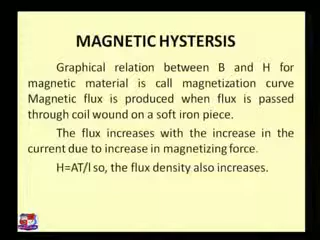 MAGNETIC HYSTERSIS
Graphical relation between B and H for
magnetic material is call magnetization curve
Magnetic flux is produced when flux is passed
through coil wound on a soft iron piece.
The flux increases with the increase in the
current due to increase in magnetizing force.
H=AT/l so, the flux density also increases.